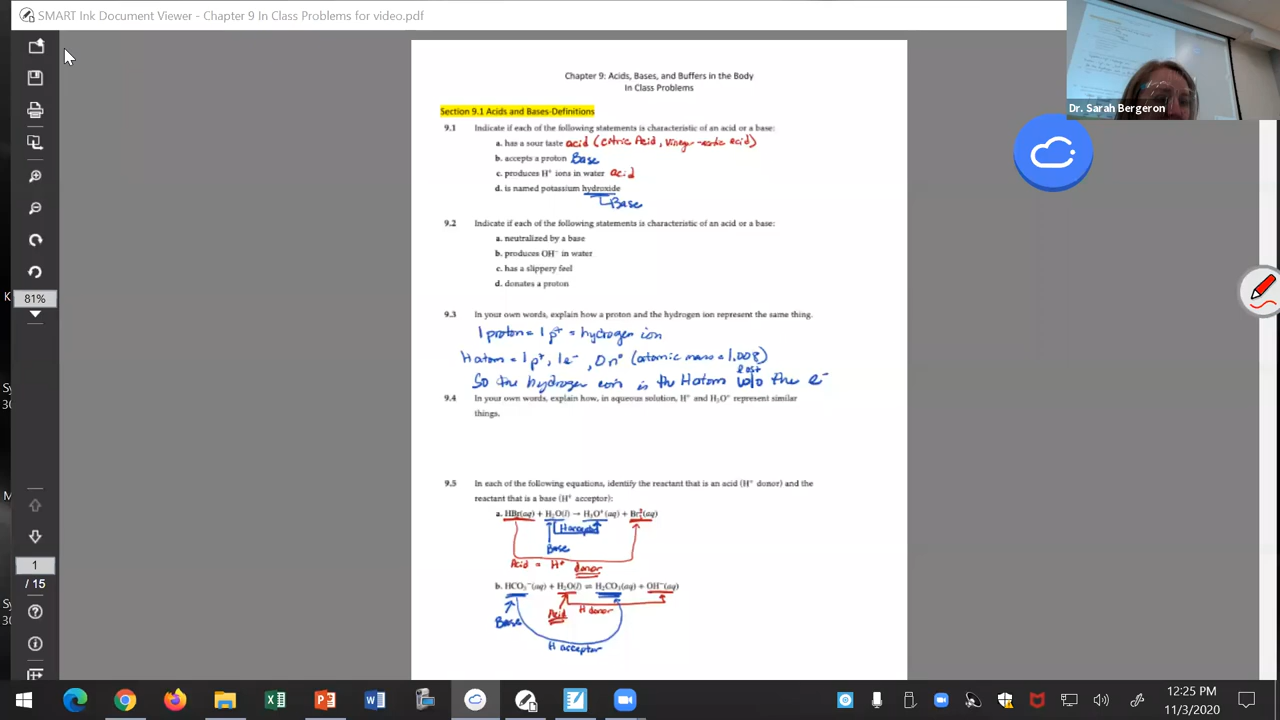 SMART Ink Document Viewer - Chapter 9 In Class Problems for video.pdf
Dr. Sarah Bergeron
Chapter 9: Acids, Bases, and Buffers in the Body
In Class Problems
Section 9.1 Acids and Bases-Definitions
9.1 Indicate if each of the following statements is characteristic of an acid or a base:
a. has a sour taste acid (Citric Acid, Vinegar - acetic acid)
b. accepts a proton Base
c. produces H⁺ ions in water acid
d. is named potassium hydroxide
Base
9.2 Indicate if each of the following statements is characteristic of an acid or a base:
a. neutralized by a base
b. produces OH⁻ in water
c. has a slippery feel
d. donates a proton
9.3 In your own words, explain how a proton and the hydrogen ion represent the same thing.
1 proton = 1 p⁺ = hydrogen ion
H atom = 1 p⁺, 1 e⁻, 0 n° (atomic mass = 1.008)
lost
So the hydrogen ion is the H atom w/o the e⁻
9.4 In your own words, explain how, in aqueous solution, H⁺ and H₃O⁺ represent similar
things.
9.5 In each of the following equations, identify the reactant that is an acid (H⁺ donor) and the
reactant that is a base (H⁺ acceptor):
a. HBr(aq) + H₂O(l) → H₃O⁺(aq) + Br⁻(aq)
H accepts
Base
Acid = H⁺ donor
b. HCO₃⁻(aq) + H₂O(l) ⇌ H₂CO₃(aq) + OH⁻(aq)
Base
Acid
H donor
H acceptor
81%
1
/ 15
12:25 PM
11/3/2020